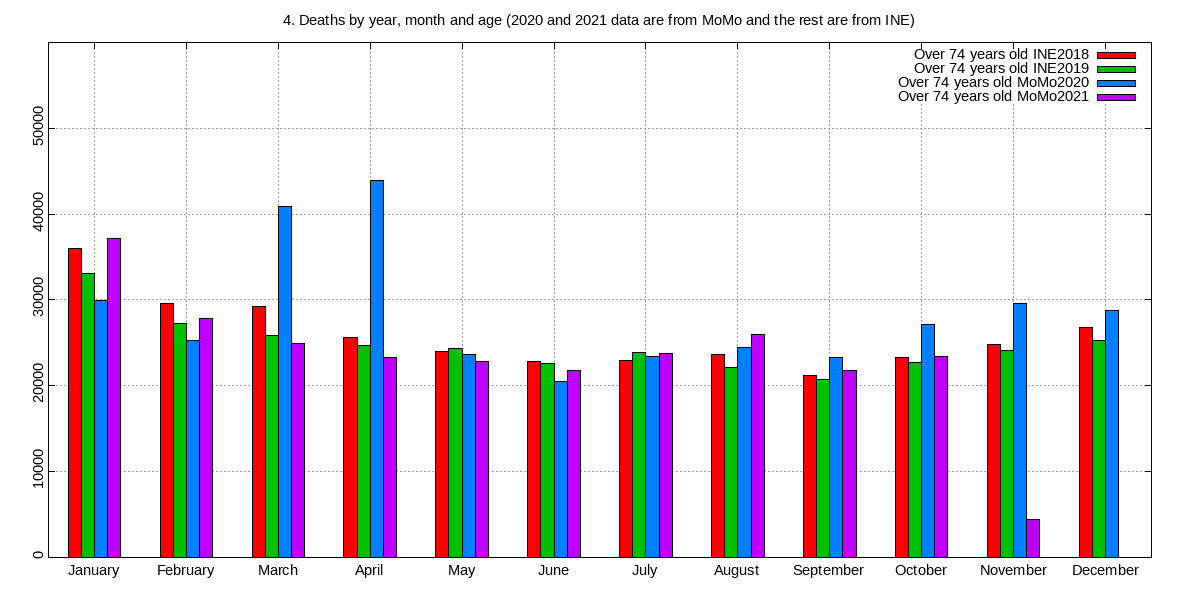 4. Deaths by year, month and age (2020 and 2021 data are from MoMo and the rest are from INE)
Over 74 years old INE2018
Over 74 years old INE2019
Over 74 years old MoMo2020
Over 74 years old MoMo2021
50000
40000
30000
20000
10000
0
January February March April May June July August September October November December